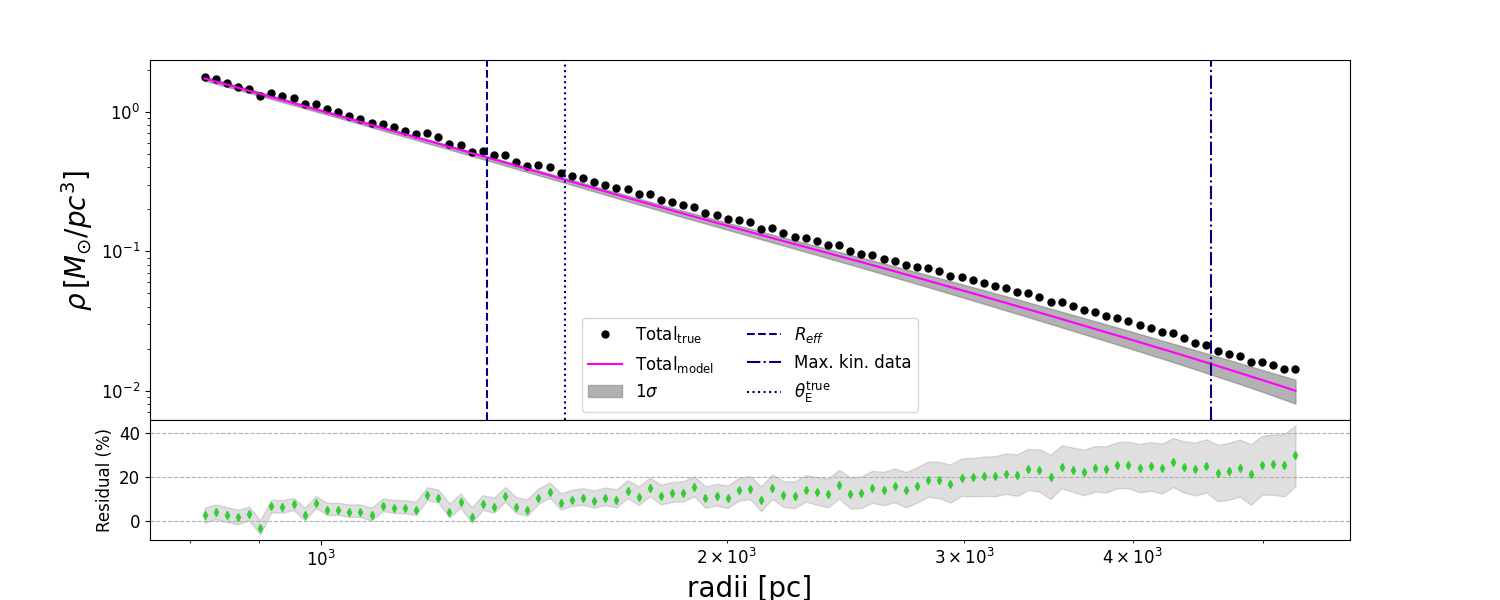 ρ [M⊙/pc³]
10⁰
10⁻¹
10⁻²
Total_true
Total_model
1σ
R_eff
Max. kin. data
θ_E^true
Residual (%)
40
20
0
10³
2 × 10³
3 × 10³
4 × 10³
radii [pc]